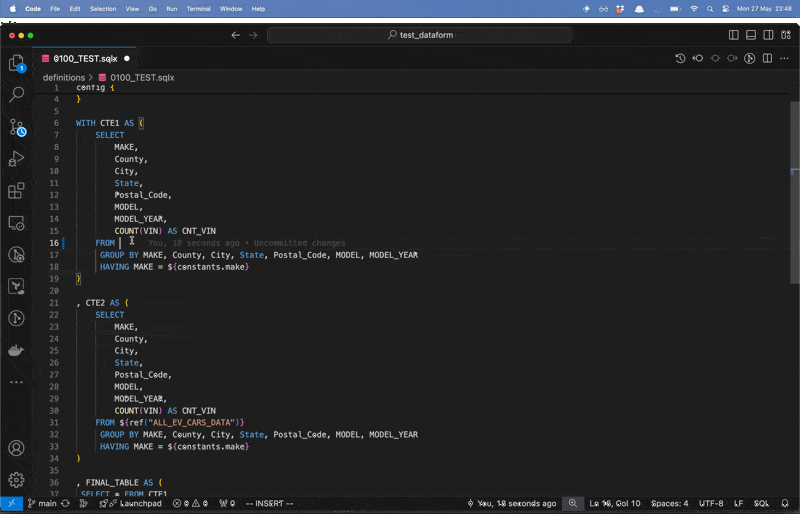 Code File Edit Selection View Go Run Terminal Window Help Mon 27 May 23:48
test_dataform
0100_TEST.sqlx
definitions > 0100_TEST.sqlx
1 config {
4 }
5
6 WITH CTE1 AS (
7 SELECT
8 MAKE,
9 County,
10 City,
11 State,
12 Postal_Code,
13 MODEL,
14 MODEL_YEAR,
15 COUNT(VIN) AS CNT_VIN
16 FROM You, 18 seconds ago • Uncommitted changes
17 GROUP BY MAKE, County, City, State, Postal_Code, MODEL, MODEL_YEAR
18 HAVING MAKE = ${constants.make}
19 )
20
21 , CTE2 AS (
22 SELECT
23 MAKE,
24 County,
25 City,
26 State,
27 Postal_Code,
28 MODEL,
29 MODEL_YEAR,
30 COUNT(VIN) AS CNT_VIN
31 FROM ${ref("ALL_EV_CARS_DATA")}
32 GROUP BY MAKE, County, City, State, Postal_Code, MODEL, MODEL_YEAR
33 HAVING MAKE = ${constants.make}
34 )
35
36 , FINAL_TABLE AS (
37 SELECT * FROM CTE1
main Launchpad 0 0 0 -- INSERT -- You, 18 seconds ago Ln 16, Col 10 Spaces: 4 UTF-8 LF SQL